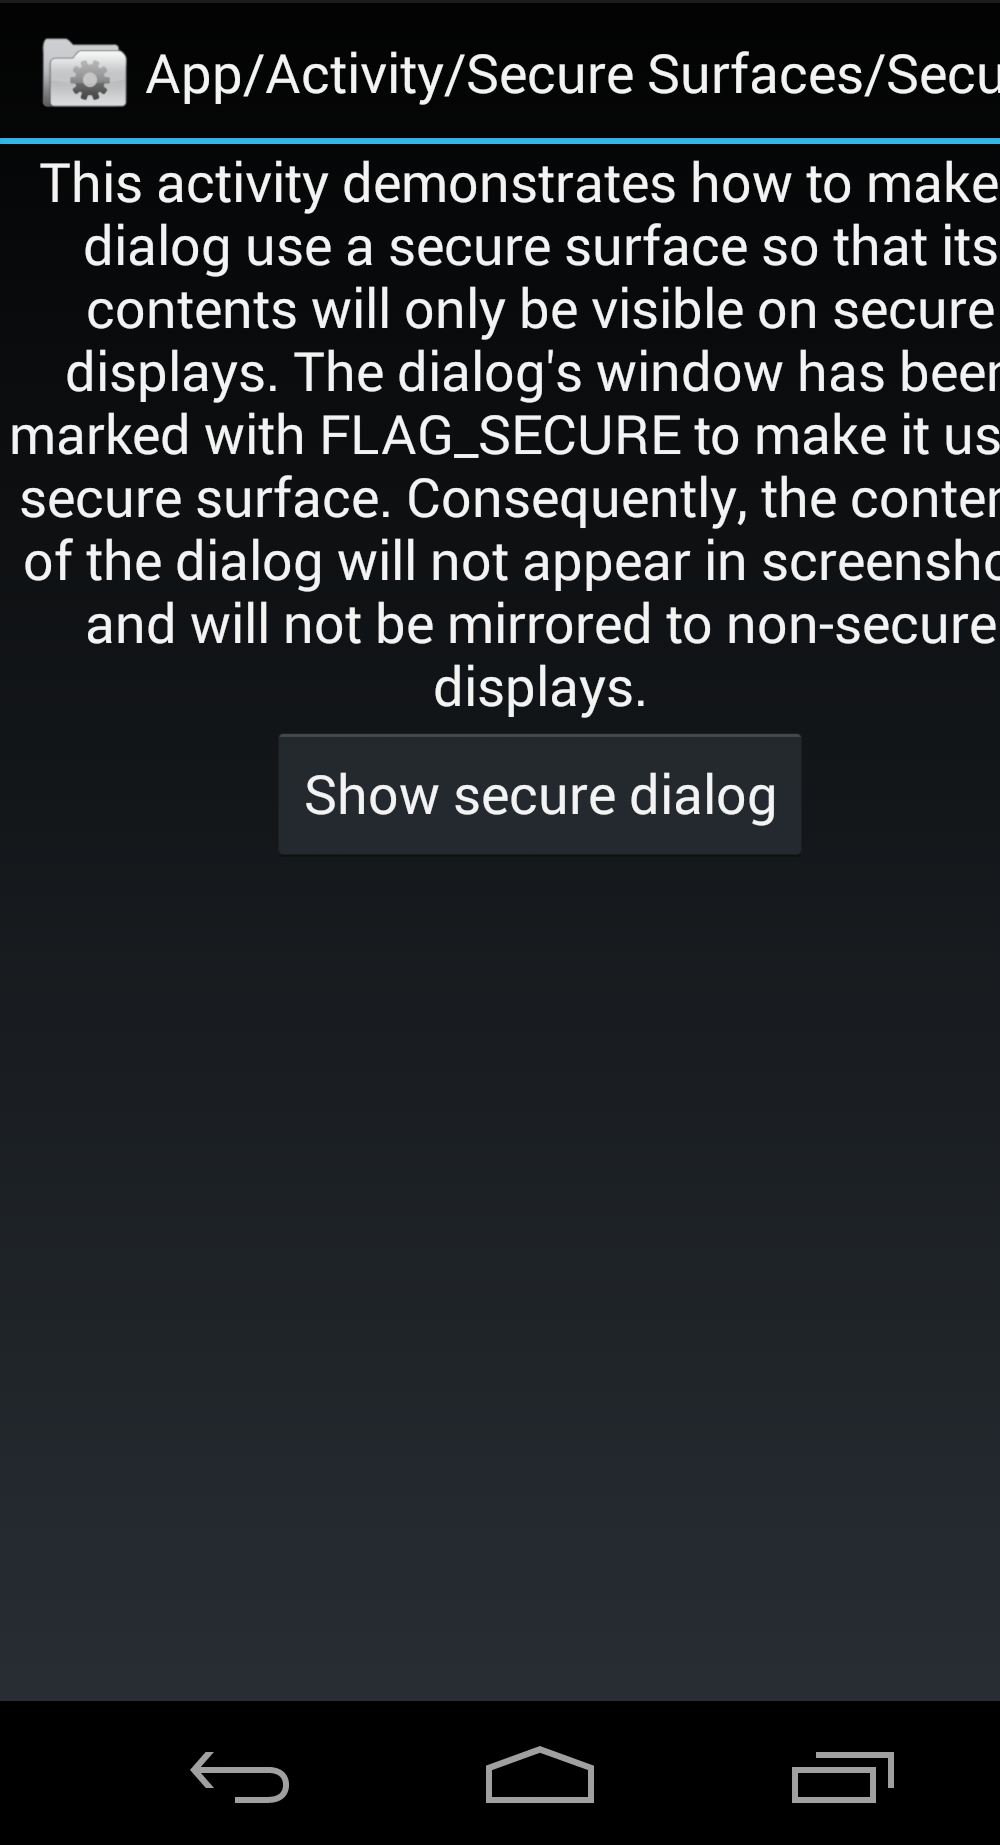 App/Activity/Secure Surfaces/Secu
This activity demonstrates how to make
dialog use a secure surface so that its
contents will only be visible on secure
displays. The dialog's window has been
marked with FLAG_SECURE to make it us
secure surface. Consequently, the conten
of the dialog will not appear in screensho
and will not be mirrored to non-secure
displays.
Show secure dialog